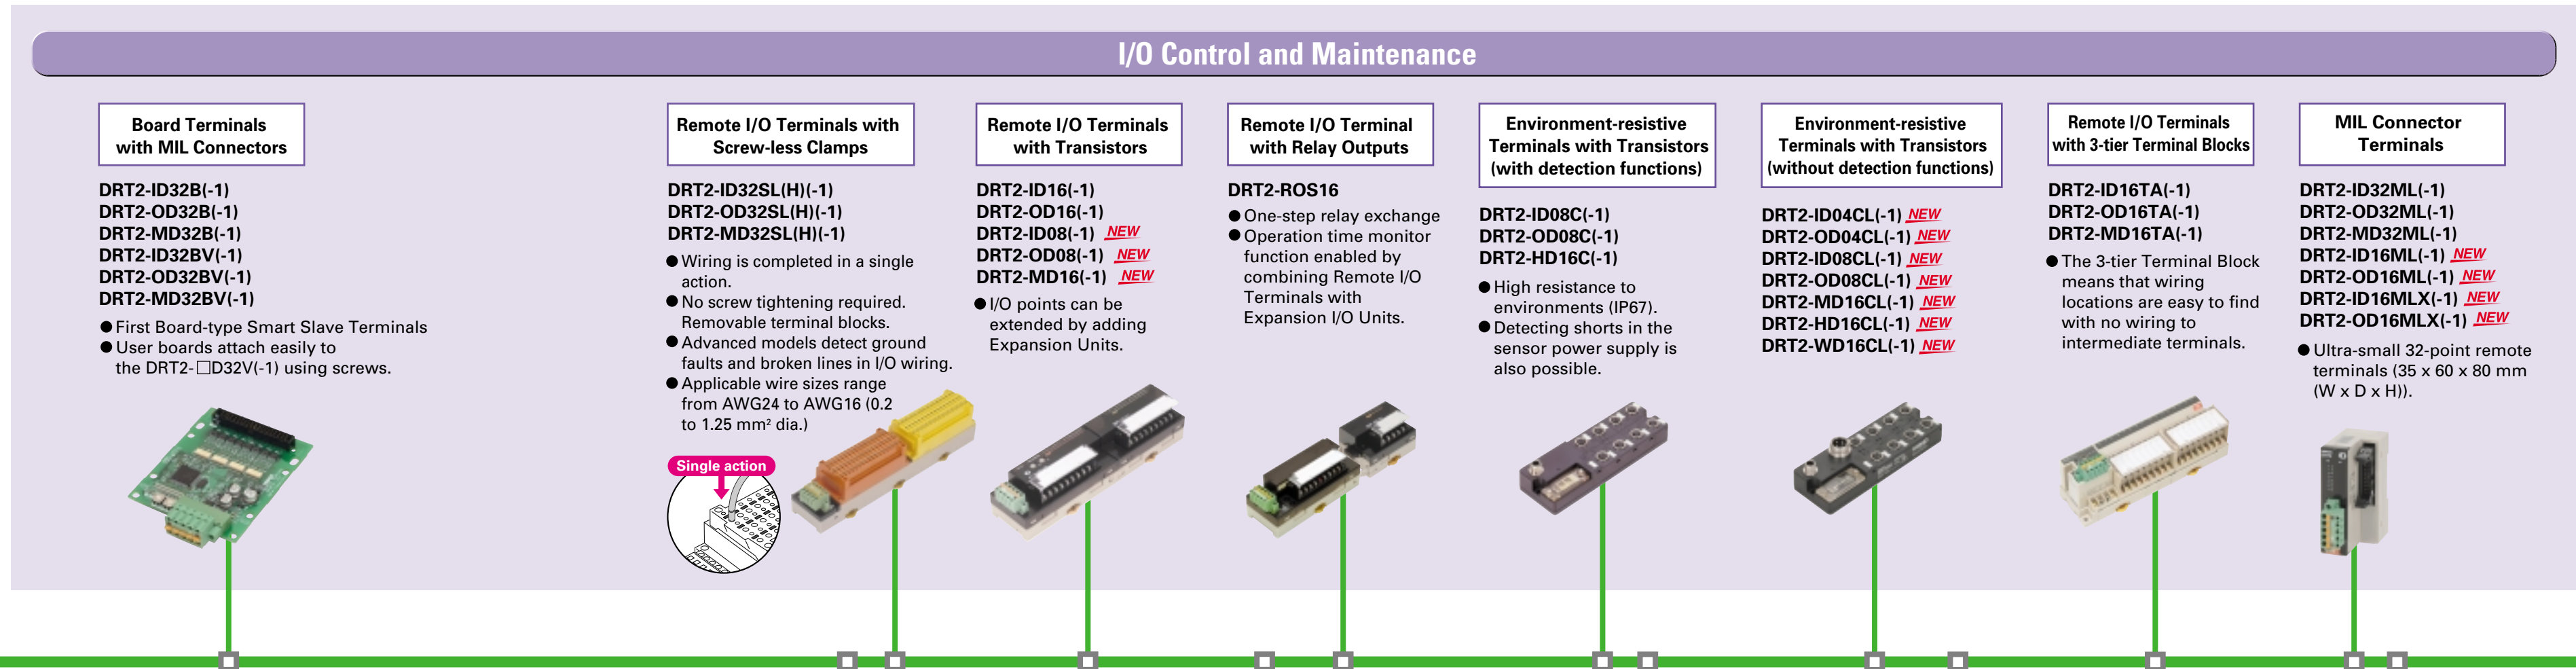 I/O Control and Maintenance
Board Terminals
with MIL Connectors
DRT2-ID32B(-1)
DRT2-OD32B(-1)
DRT2-MD32B(-1)
DRT2-ID32BV(-1)
DRT2-OD32BV(-1)
DRT2-MD32BV(-1)
● First Board-type Smart Slave Terminals
● User boards attach easily to
the DRT2-□D32V(-1) using screws.
Remote I/O Terminals with
Screw-less Clamps
DRT2-ID32SL(H)(-1)
DRT2-OD32SL(H)(-1)
DRT2-MD32SL(H)(-1)
● Wiring is completed in a single
action.
● No screw tightening required.
Removable terminal blocks.
● Advanced models detect ground
faults and broken lines in I/O wiring.
● Applicable wire sizes range
from AWG24 to AWG16 (0.2
to 1.25 mm² dia.)
Single action
Remote I/O Terminals
with Transistors
DRT2-ID16(-1)
DRT2-OD16(-1)
DRT2-ID08(-1) NEW
DRT2-OD08(-1) NEW
DRT2-MD16(-1) NEW
● I/O points can be
extended by adding
Expansion Units.
Remote I/O Terminal
with Relay Outputs
DRT2-ROS16
● One-step relay exchange
● Operation time monitor
function enabled by
combining Remote I/O
Terminals with
Expansion I/O Units.
Environment-resistive
Terminals with Transistors
(with detection functions)
DRT2-ID08C(-1)
DRT2-OD08C(-1)
DRT2-HD16C(-1)
● High resistance to
environments (IP67).
● Detecting shorts in the
sensor power supply is
also possible.
Environment-resistive
Terminals with Transistors
(without detection functions)
DRT2-ID04CL(-1) NEW
DRT2-OD04CL(-1) NEW
DRT2-ID08CL(-1) NEW
DRT2-OD08CL(-1) NEW
DRT2-MD16CL(-1) NEW
DRT2-HD16CL(-1) NEW
DRT2-WD16CL(-1) NEW
Remote I/O Terminals
with 3-tier Terminal Blocks
DRT2-ID16TA(-1)
DRT2-OD16TA(-1)
DRT2-MD16TA(-1)
● The 3-tier Terminal Block
means that wiring
locations are easy to find
with no wiring to
intermediate terminals.
MIL Connector
Terminals
DRT2-ID32ML(-1)
DRT2-OD32ML(-1)
DRT2-MD32ML(-1)
DRT2-ID16ML(-1) NEW
DRT2-OD16ML(-1) NEW
DRT2-ID16MLX(-1) NEW
DRT2-OD16MLX(-1) NEW
● Ultra-small 32-point remote
terminals (35 x 60 x 80 mm
(W x D x H)).